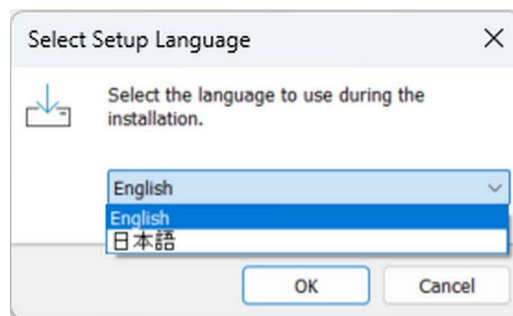 Select Setup Language
Select the language to use during the
installation.
English
English
日本語
OK
Cancel